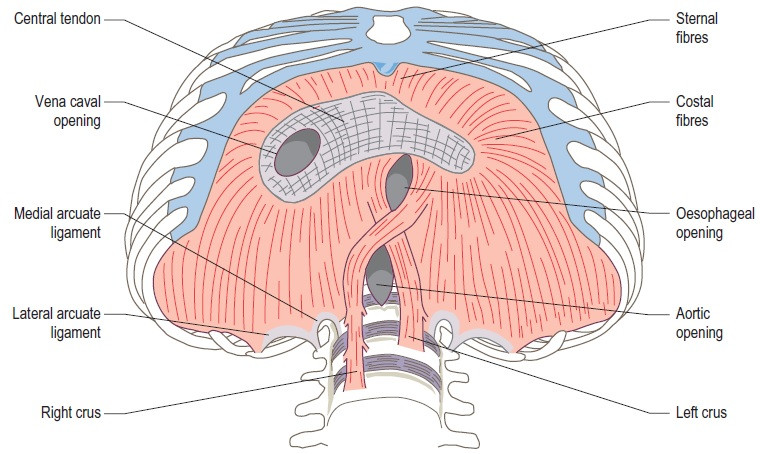 Central tendon
Vena caval
opening
Medial arcuate
ligament
Lateral arcuate
ligament
Right crus
Sternal
fibres
Costal
fibres
Oesophageal
opening
Aortic
opening
Left crus